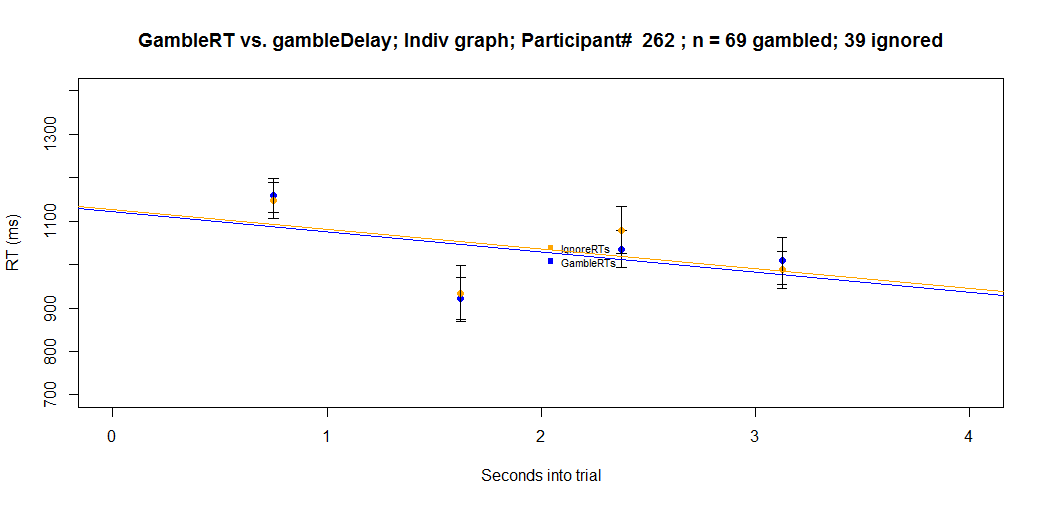 GambleRT vs. gambleDelay; Indiv graph; Participant#  262 ; n = 69 gambled; 39 ignored
RT (ms)
1300
1100
900
800
700
IgnoreRTs
GambleRTs
0 1 2 3 4
Seconds into trial